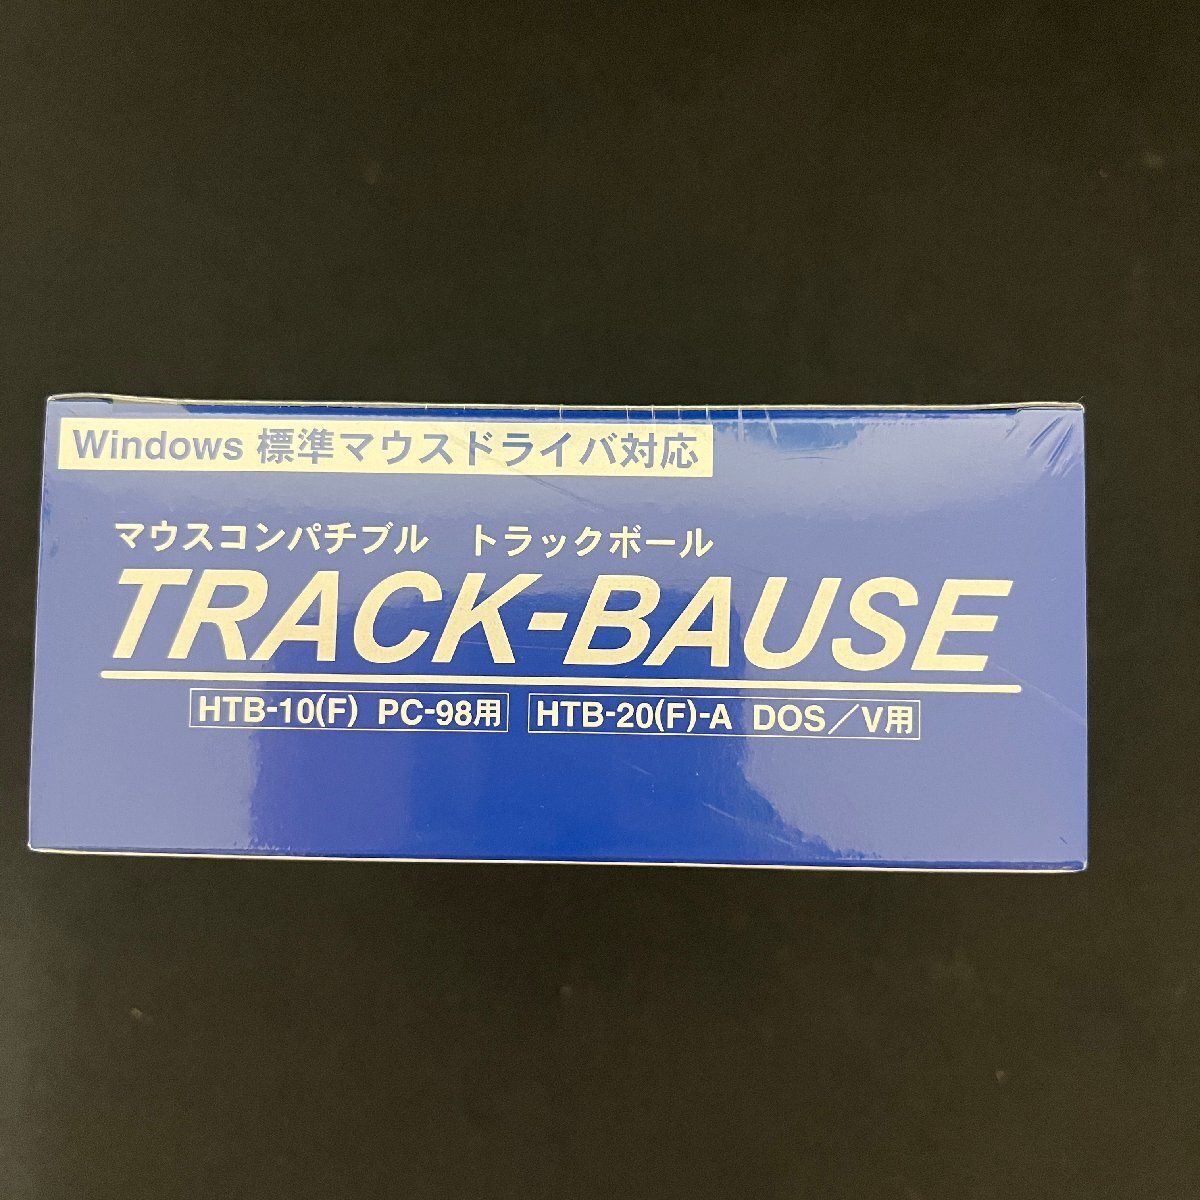 Windows 標準マウスドライバ対応
マウスコンパチブル トラックボール
TRACK-BAUSE
HTB-10(F) PC-98用 HTB-20(F)-A DOS／V用